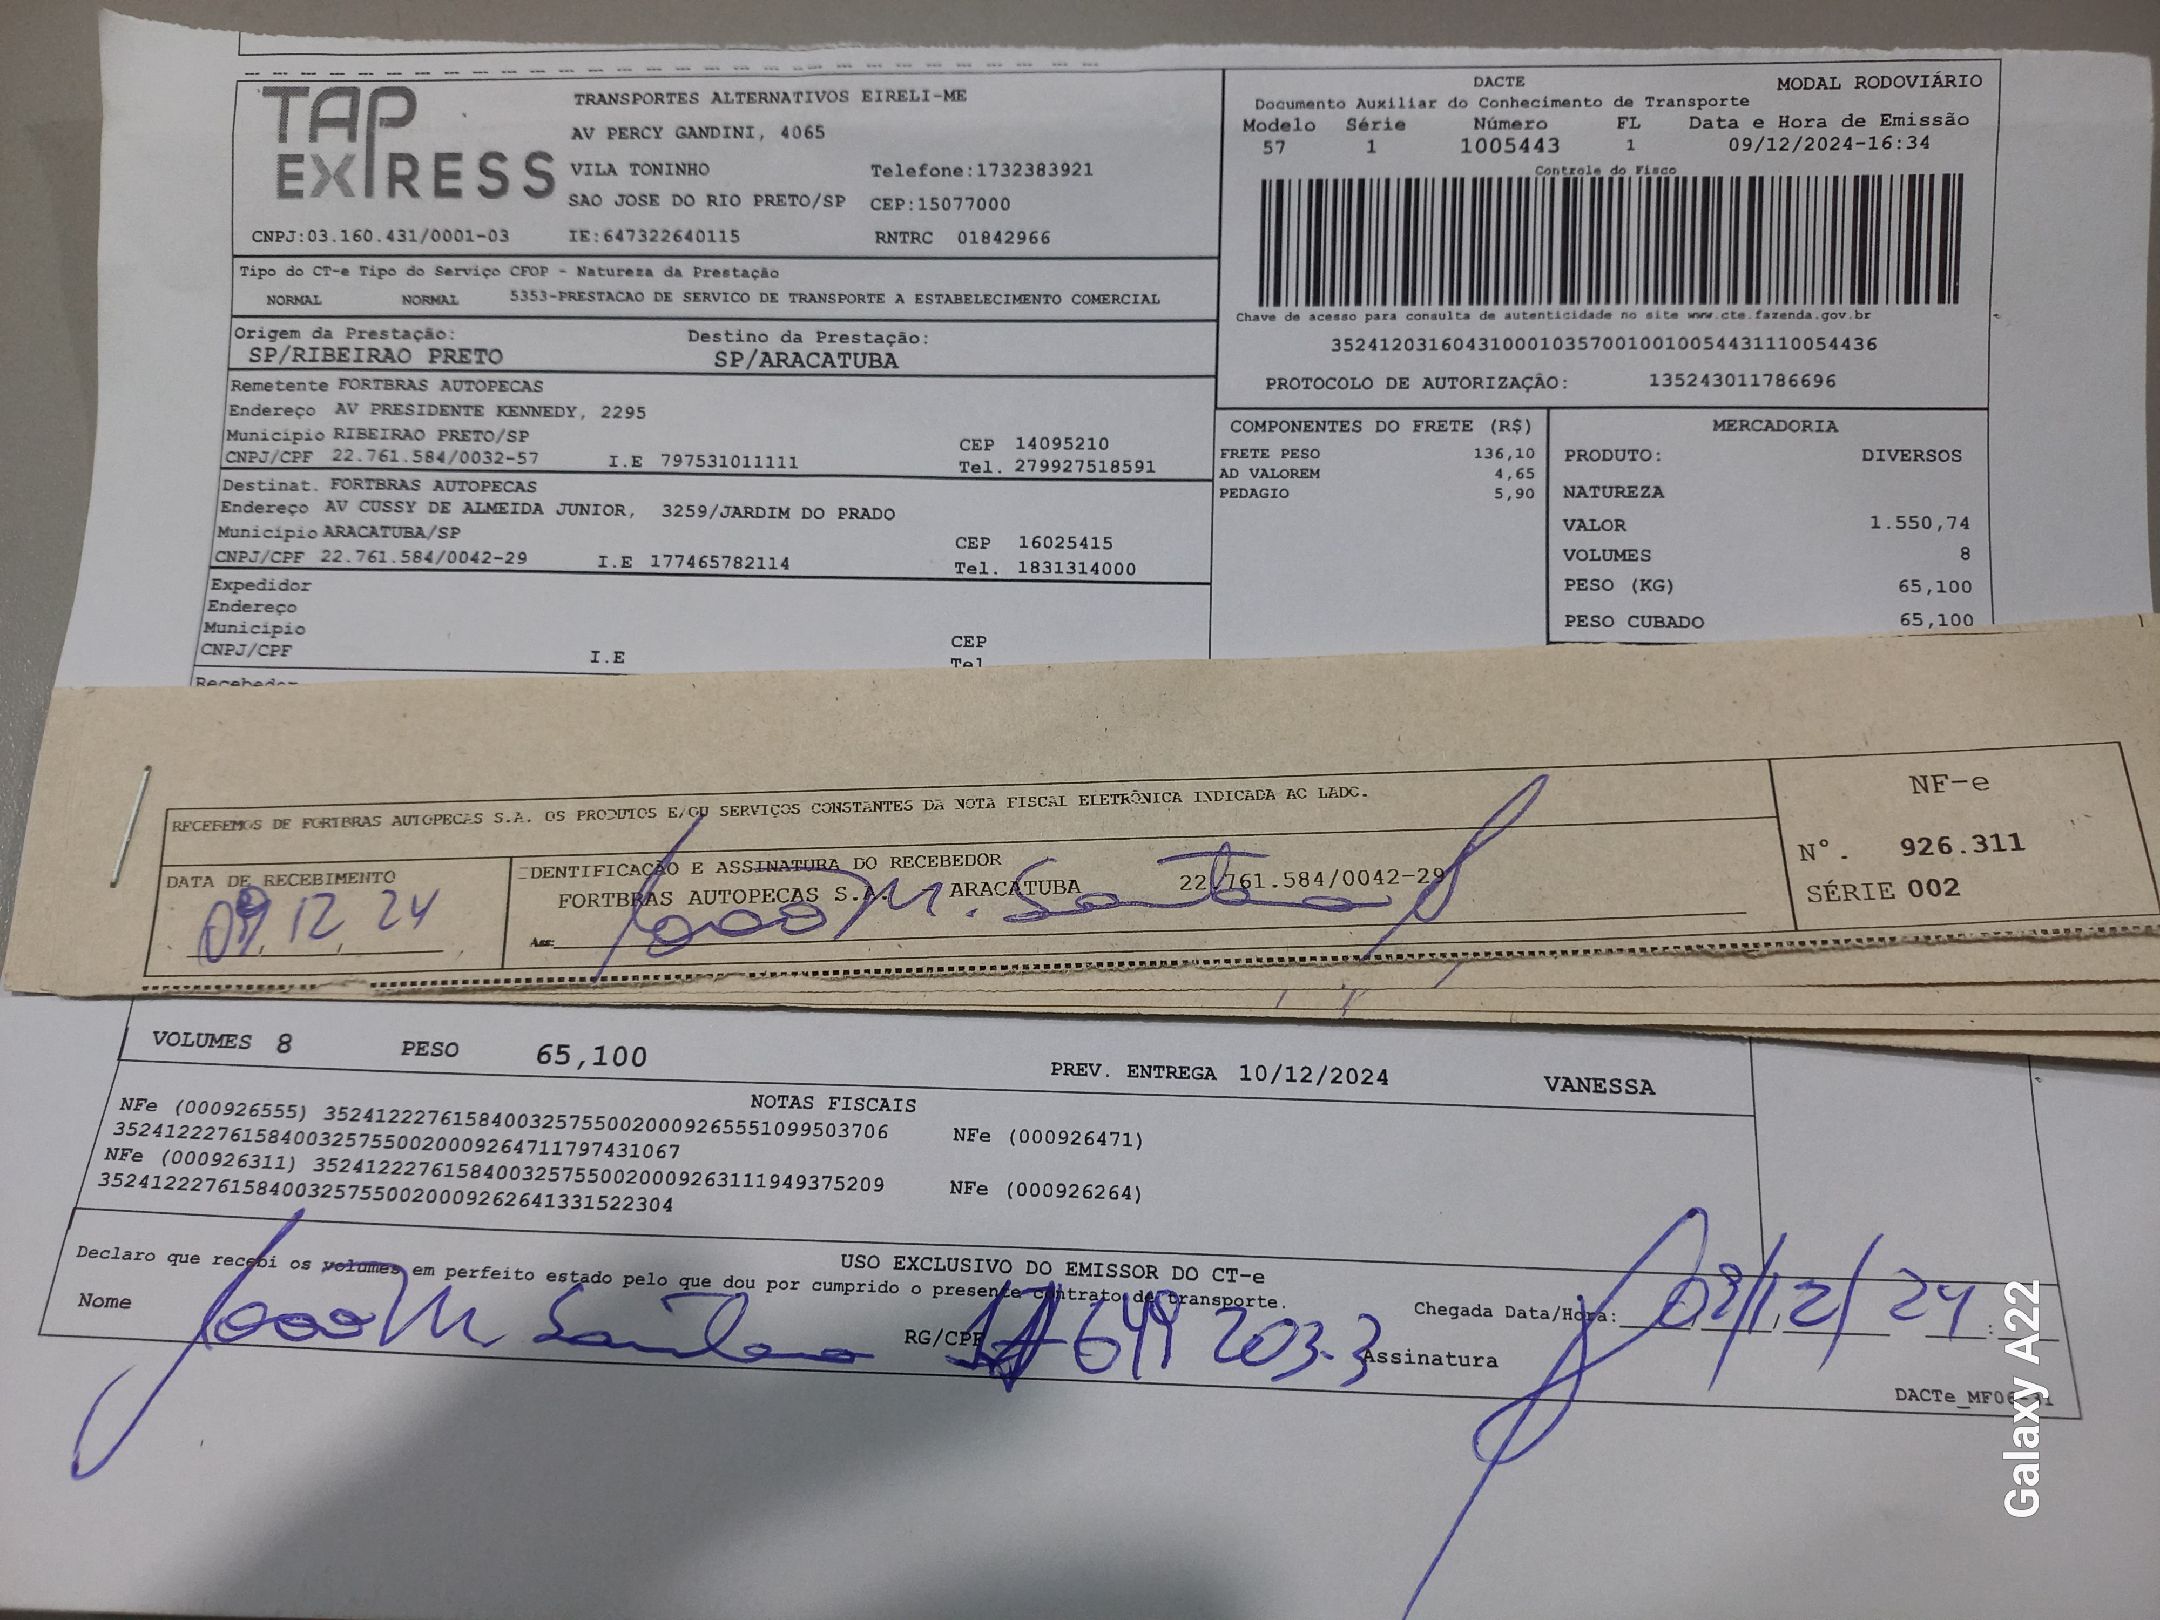 TAP EXPRESS
TRANSPORTES ALTERNATIVOS EIRELI-ME
AV PERCY GANDINI, 4065
VILA TONINHO Telefone:1732383921
SAO JOSE DO RIO PRETO/SP CEP:15077000
CNPJ:03.160.431/0001-03 IE:647322640115 RNTRC 01842966
DACTE MODAL RODOVIÁRIO
Documento Auxiliar do Conhecimento de Transporte
Modelo Série Número FL Data e Hora de Emissão
57 1 1005443 1 09/12/2024-16:34
Controle do Fisco
Chave de acesso para consulta de autenticidade no site www.cte.fazenda.gov.br
35241203160431000103570010010054431110054436
PROTOCOLO DE AUTORIZAÇÃO: 135243011786696
Tipo do CT-e Tipo do Serviço CFOP - Natureza da Prestação
NORMAL NORMAL 5353-PRESTACAO DE SERVICO DE TRANSPORTE A ESTABELECIMENTO COMERCIAL
Origem da Prestação: Destino da Prestação:
SP/RIBEIRAO PRETO SP/ARACATUBA
Remetente FORTBRAS AUTOPECAS
Endereço AV PRESIDENTE KENNEDY, 2295
Municipio RIBEIRAO PRETO/SP CEP 14095210
CNPJ/CPF 22.761.584/0032-57 I.E 797531011111 Tel. 279927518591
Destinat. FORTBRAS AUTOPECAS
Endereço AV CUSSY DE ALMEIDA JUNIOR, 3259/JARDIM DO PRADO
Municipio ARACATUBA/SP CEP 16025415
CNPJ/CPF 22.761.584/0042-29 I.E 177465782114 Tel. 1831314000
Expedidor
Endereço
Municipio CEP
CNPJ/CPF I.E Tel
Recebedor
COMPONENTES DO FRETE (R$)
FRETE PESO 136,10
AD VALOREM 4,65
PEDAGIO 5,90
MERCADORIA
PRODUTO: DIVERSOS
NATUREZA
VALOR 1.550,74
VOLUMES 8
PESO (KG) 65,100
PESO CUBADO 65,100
RECEBEMOS DE FORTBRAS AUTOPECAS S.A. OS PRODUTOS E/OU SERVIÇOS CONSTANTES DA NOTA FISCAL ELETRÔNICA INDICADA AO LADO.
DATA DE RECEBIMENTO
12 24
IDENTIFICAÇÃO E ASSINATURA DO RECEBEDOR
FORTBRAS AUTOPECAS S.A. - ARACATUBA 22.761.584/0042-29
Ass:
João M. Santana
NF-e
Nº. 926.311
SÉRIE 002
VOLUMES 8 PESO 65,100 PREV. ENTREGA 10/12/2024 VANESSA
NOTAS FISCAIS
NFe (000926555) 35241222761584003257550020009265551099503706 NFe (000926471)
35241222761584003257550020009264711797431067
NFe (000926311) 35241222761584003257550020009263111949375209 NFe (000926264)
35241222761584003257550020009262641331522304
USO EXCLUSIVO DO EMISSOR DO CT-e
Declaro que recebi os volumes em perfeito estado pelo que dou por cumprido o presente contrato de transporte.
Nome João M Santana RG/CPF 17 649 203-3 Assinatura
Chegada Data/Hora: /12/24 :
DACTe_MF06
Galaxy A22